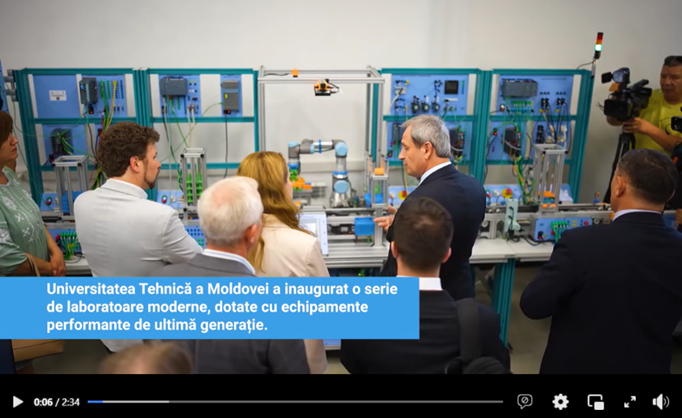 Universitatea Tehnică a Moldovei a inaugurat o serie
de laboratoare moderne, dotate cu echipamente
performante de ultimă generație.
0:06 / 2:34